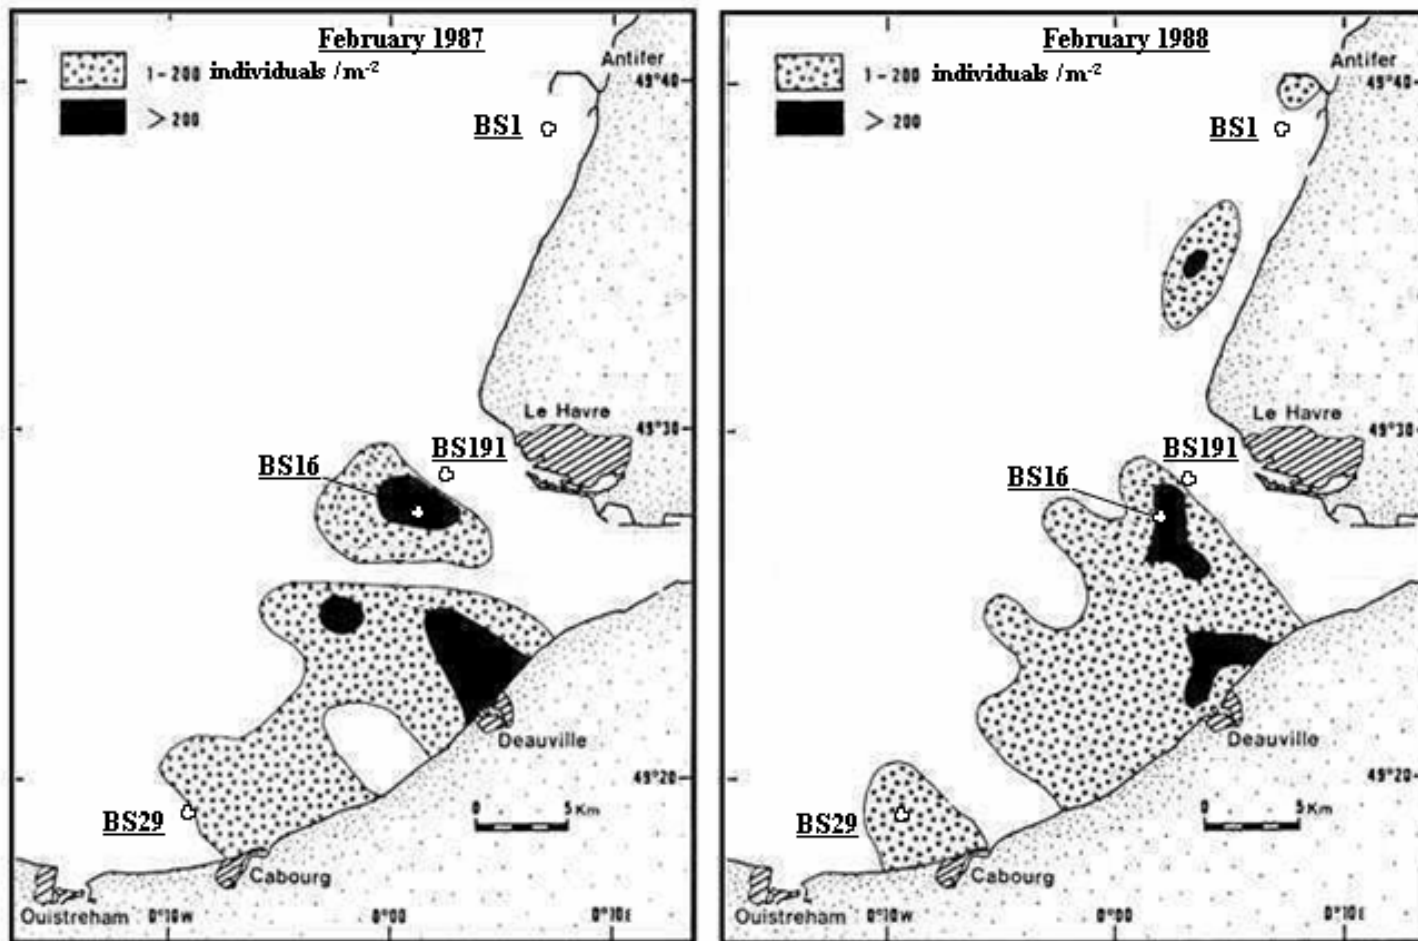 February 1987
1-200 individuals /m-2
> 200
Antifer
49°40
BS1
Le Havre
49°30
BS191
BS16
Deauville
49°20
0 5 Km
BS29
Cabourg
Ouistreham
0°10W
0°00
0°10E
February 1988
1-200 individuals /m-2
> 200
Antifer
49°40
BS1
Le Havre
49°30
BS191
BS16
Deauville
49°20
0 5 Km
BS29
Cabourg
Ouistreham
0°10W
0°00
0°10E